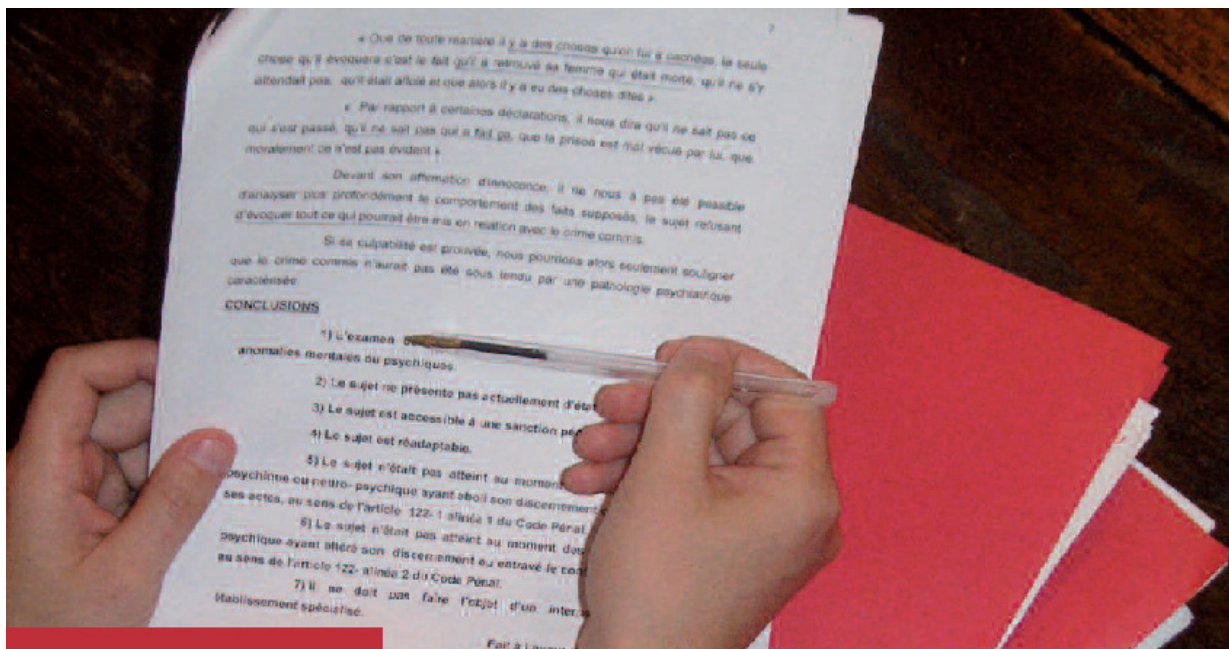 7
« Que de toute manière il y a des choses qu'on lui a cachées, la seule
chose qu'il évoquera c'est le fait qu'il a retrouvé sa femme qui était morte, qu'il ne s'y
attendait pas, qu'il était affolé et que alors il y a eu des choses dites »
« Par rapport à certaines déclarations, il nous dira qu'il ne sait pas ce
qui s'est passé, qu'il ne sait pas qui a fait ça, que la prison est mal vécue par lui, que,
moralement ce n'est pas évident »
Devant son affirmation d'innocence, il ne nous a pas été possible
d'analyser plus profondément le comportement des faits supposés, le sujet refusant
d'évoquer tout ce qui pourrait être mis en relation avec le crime commis.
Si sa culpabilité est prouvée, nous pourrions alors seulement souligner
que le crime commis n'aurait pas été sous tendu par une pathologie psychiatrique
caractérisée.
CONCLUSIONS
1) L'examen
anomalies mentales ou psychiques.
2) Le sujet ne présente pas actuellement d'état
3) Le sujet est accessible à une sanction
4) Le sujet est réadaptable.
5) Le sujet n'était pas atteint au moment
psychique ou neuro-psychique ayant aboli son discernement
ses actes, au sens de l'article 122-1 alinéa 1 du Code Pénal.
6) Le sujet n'était pas atteint au moment des
psychique ayant altéré son discernement ou entravé le
au sens de l'article 122- alinéa 2 du Code Pénal.
7) Il ne doit pas faire l'objet d'un
établissement spécialisé.
Fait à